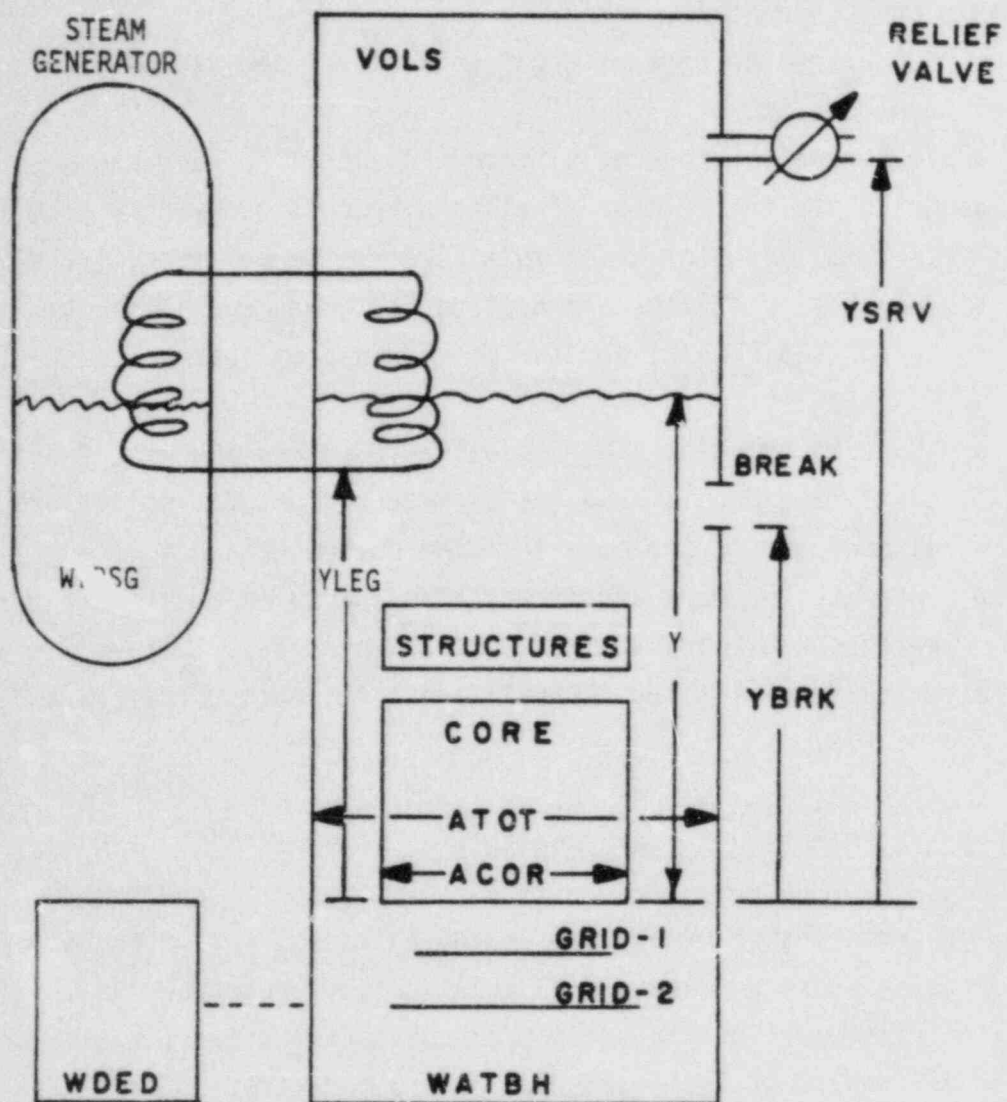 STEAM
GENERATOR
VOLS
RELIEF
VALVE
YSRV
BREAK
YLEG
STRUCTURES
Y
YBRK
CORE
ATOT
ACOR
GRID-1
GRID-2
WDED
WATBH